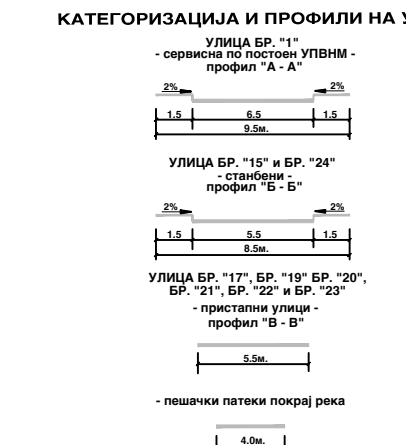 КАТЕГОРИЗАЦИЈА И ПРОФИЛИ НА
УЛИЦА БР. "1"
- сервисна по постоен УПВНМ -
профил "А - А"
2% 2%
1.5 6.5 1.5
9.5м.
УЛИЦА БР. "15" и БР. "24"
- станбени -
профил "Б - Б"
2% 2%
1.5 5.5 1.5
8.5м.
УЛИЦА БР. "17", БР. "19" БР. "20",
БР. "21", БР. "22" и БР. "23"
- пристапни улици -
профил "В - В"
5.5м.
- пешачки патеки покрај река
4.0м.